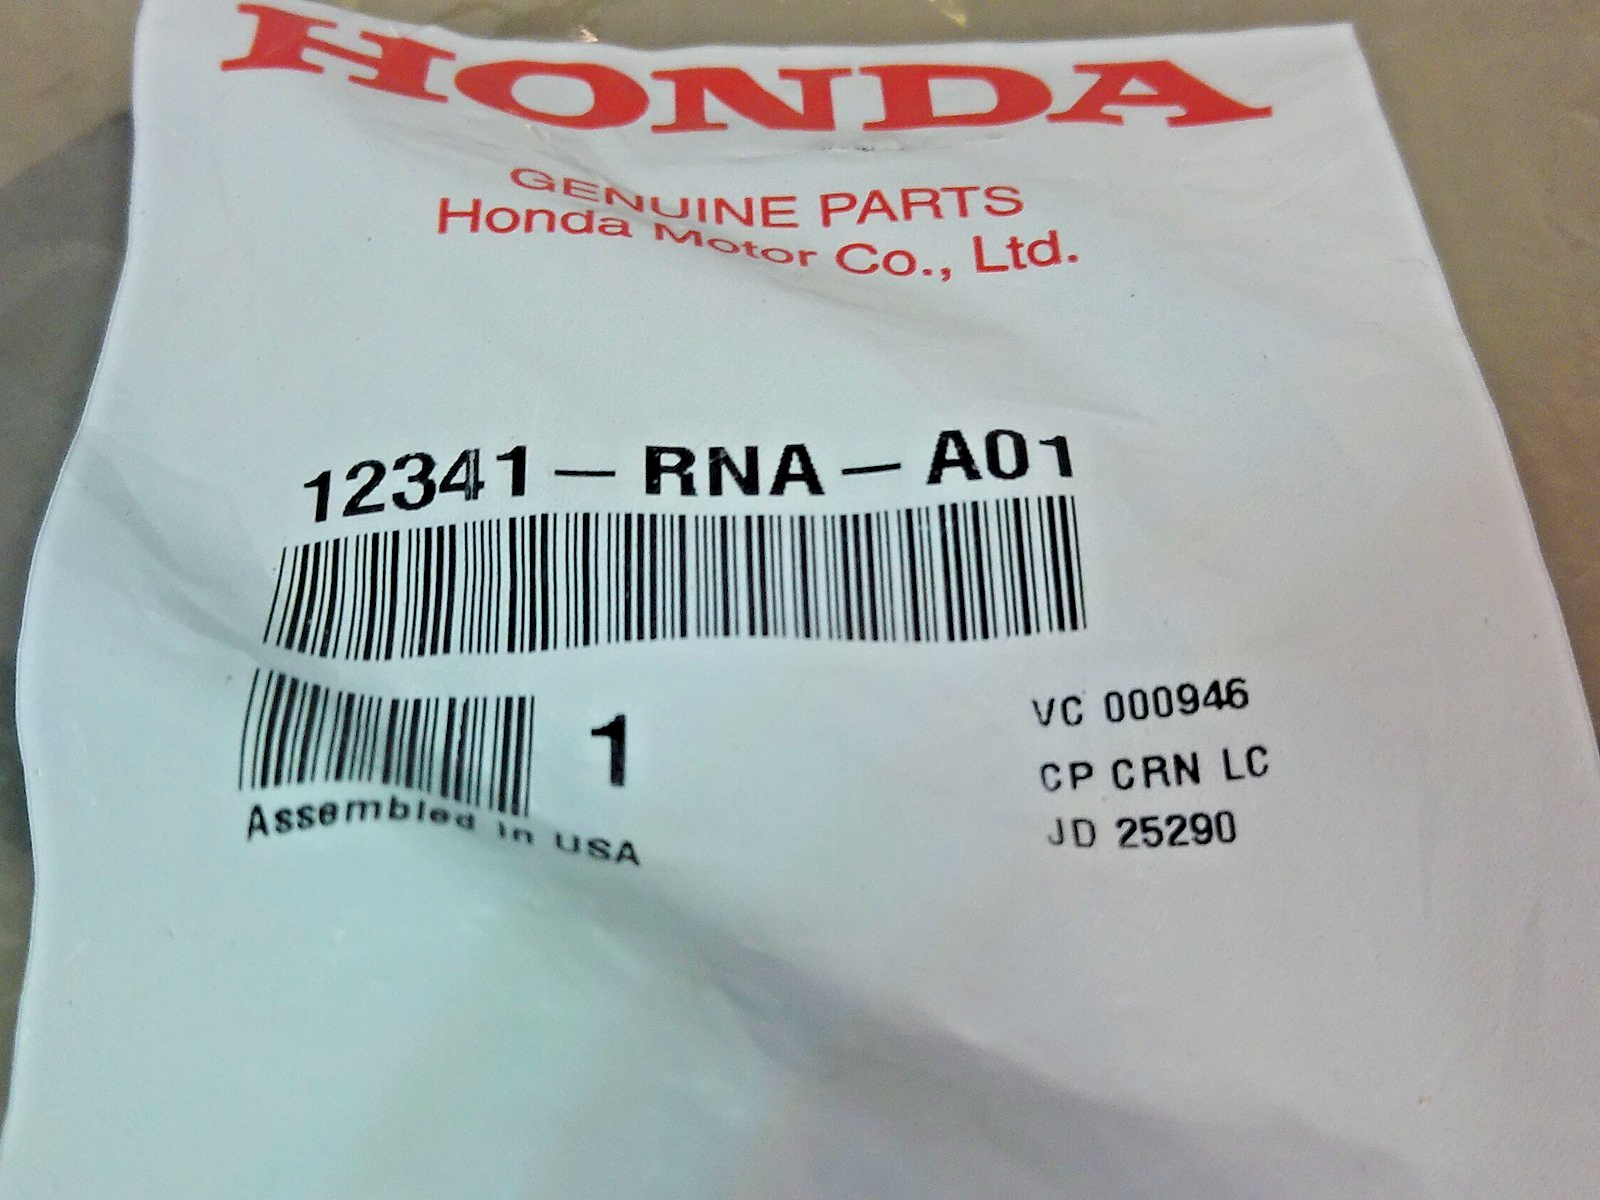 HONDA
GENUINE PARTS
Honda Motor Co., Ltd.
12341-RNA-A01
1
Assembled in USA
VC 000946
CP CRN LC
JD 25290